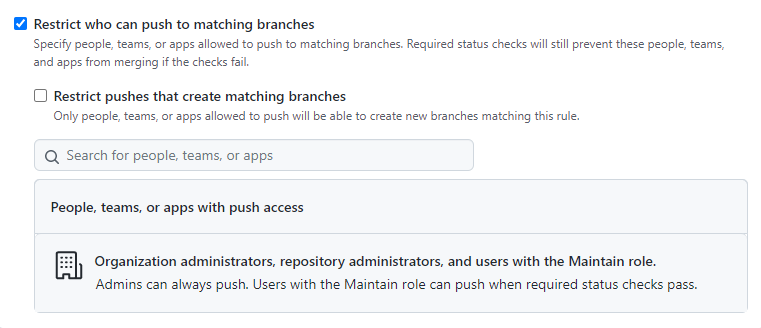 Restrict who can push to matching branches
Specify people, teams, or apps allowed to push to matching branches. Required status checks will still prevent these people, teams,
and apps from merging if the checks fail.
Restrict pushes that create matching branches
Only people, teams, or apps allowed to push will be able to create new branches matching this rule.
Search for people, teams, or apps
People, teams, or apps with push access
Organization administrators, repository administrators, and users with the Maintain role.
Admins can always push. Users with the Maintain role can push when required status checks pass.